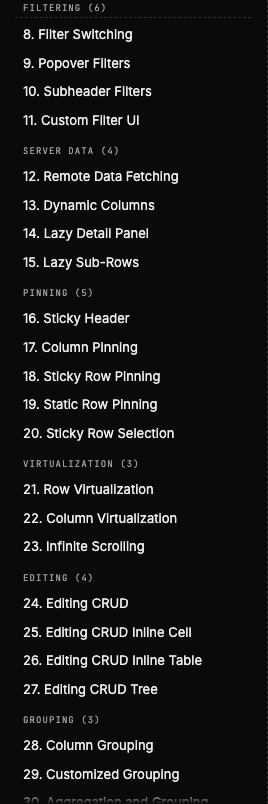 FILTERING (6)
8. Filter Switching
9. Popover Filters
10. Subheader Filters
11. Custom Filter UI
SERVER DATA (4)
12. Remote Data Fetching
13. Dynamic Columns
14. Lazy Detail Panel
15. Lazy Sub-Rows
PINNING (5)
16. Sticky Header
17. Column Pinning
18. Sticky Row Pinning
19. Static Row Pinning
20. Sticky Row Selection
VIRTUALIZATION (3)
21. Row Virtualization
22. Column Virtualization
23. Infinite Scrolling
EDITING (4)
24. Editing CRUD
25. Editing CRUD Inline Cell
26. Editing CRUD Inline Table
27. Editing CRUD Tree
GROUPING (3)
28. Column Grouping
29. Customized Grouping
30. Aggregation and Grouping